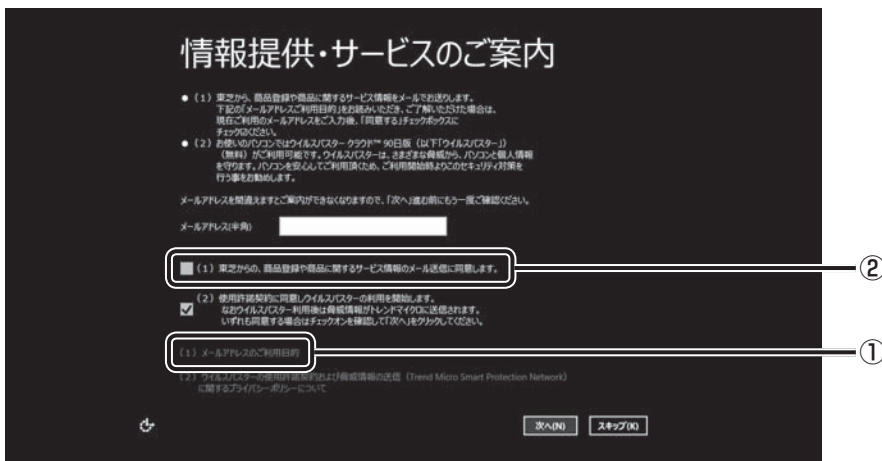 情報提供・サービスのご案内
● (1) 東芝から、商品登録や商品に関するサービス情報をメールでお送りします。
下記の「メールアドレスご利用目的」をお読みいただき、ご了解いただけた場合は、
現在ご利用のメールアドレスをご入力後、「同意する」チェックボックスに
チェックください。
● (2) お使いのパソコンではウイルスバスター クラウド™ 90日版 (以下「ウイルスバスター」)
(無料) がご利用可能です。ウイルスバスターは、さまざまな脅威から、パソコンと個人情報
を守ります。パソコンを安心してご利用頂くため、ご利用開始時よりこのセキュリティ対策を
行う事をお勧めします。
メールアドレスを間違えますとご案内ができなくなりますので、「次へ」進む前にもう一度ご確認ください。
メールアドレス(半角)
(1) 東芝からの、商品登録や商品に関するサービス情報のメール送信に同意します。
②
(2) 使用許諾契約に同意しウイルスバスターの利用を開始します。
なおウイルスバスター利用後は脅威情報がトレンドマイクロに送信されます。
いずれも同意する場合はチェックオンを確認して「次へ」をクリックしてください。
(1) メールアドレスのご利用目的
①
(2) ウイルスバスターの使用許諾契約および脅威情報の送信 (Trend Micro Smart Protection Network)
に関するプライバシーポリシーについて
次へ(N) スキップ(K)